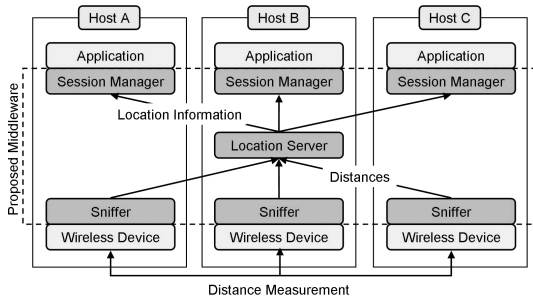 Host A Host B Host C
Application Application Application
Session Manager Session Manager Session Manager
Location Information
Proposed Middleware
Location Server
Distances
Sniffer Sniffer Sniffer
Wireless Device Wireless Device Wireless Device
Distance Measurement